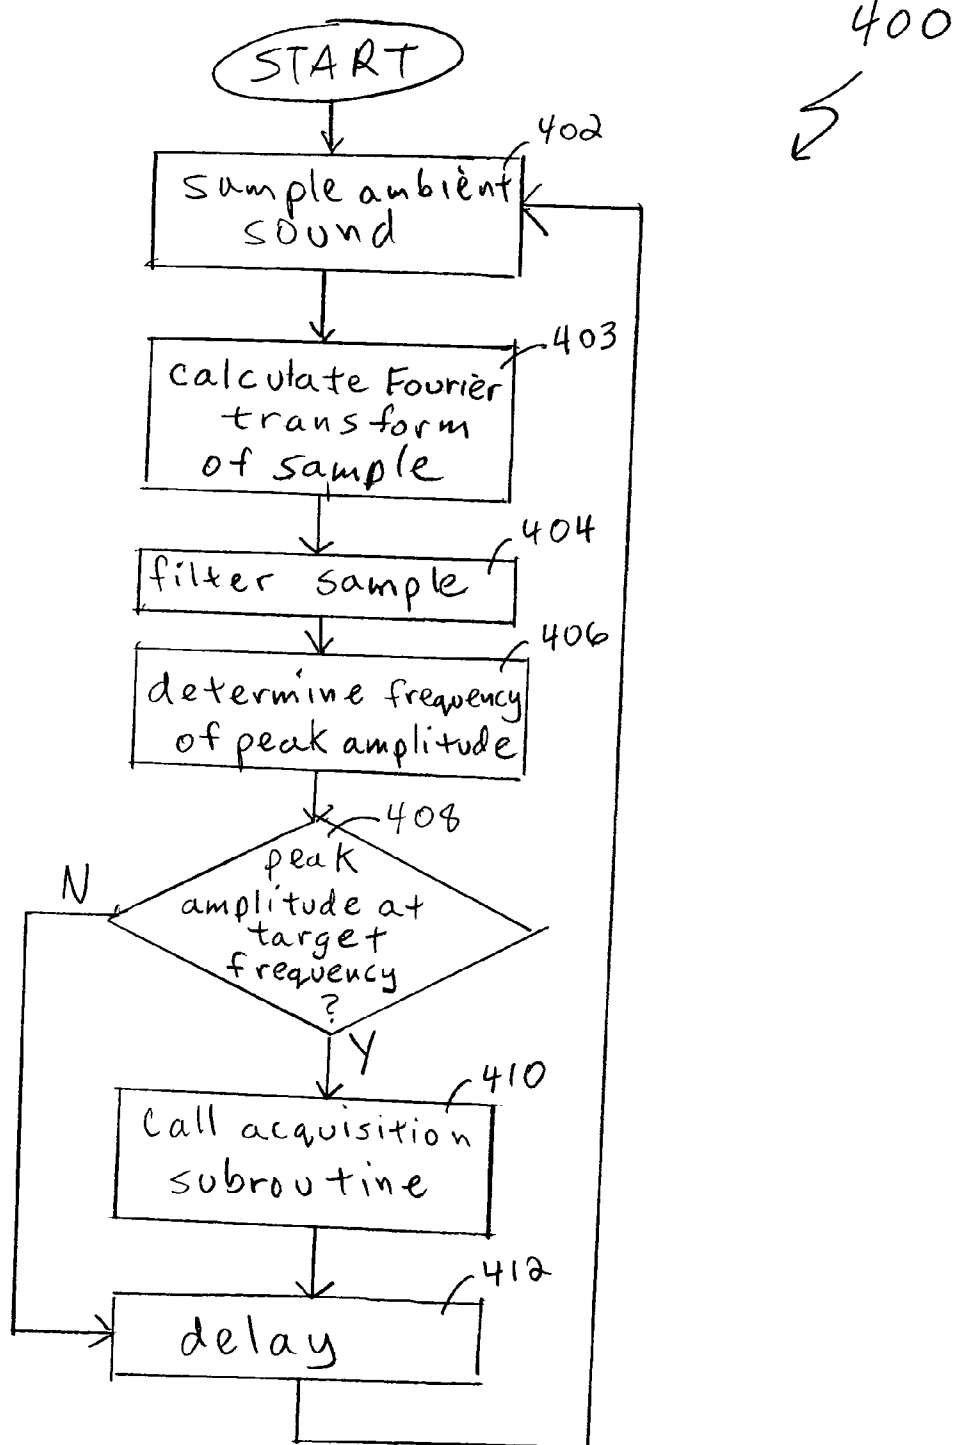 400
START
402
sample ambient
sound
403
calculate Fourier
transform
of sample
404
filter sample
406
determine frequency
of peak amplitude
408
peak
amplitude at
target
frequency
?
N
Y
410
Call acquisition
subroutine
412
delay